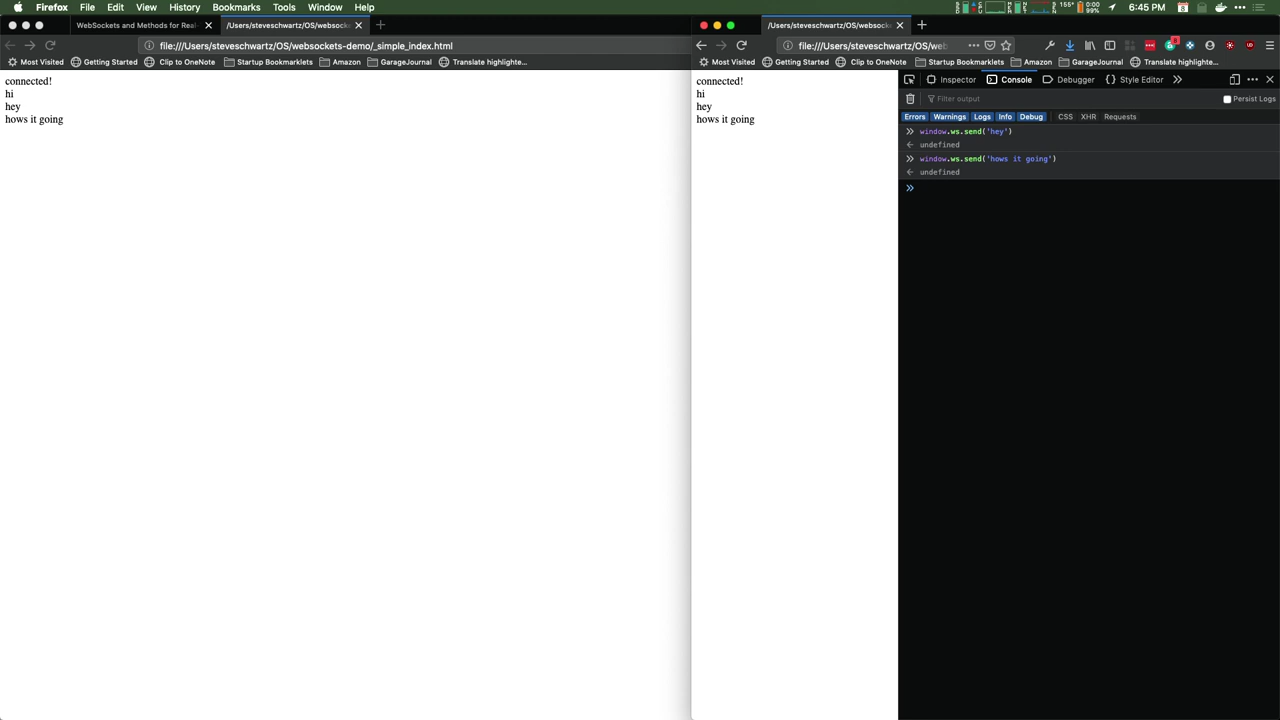 Firefox File Edit View History Bookmarks Tools Window Help
155° 0:00 99% 6:45 PM
WebSockets and Methods for Real
/Users/steveschwartz/OS/websock
file:///Users/steveschwartz/OS/websockets-demo/_simple_index.html
Most Visited Getting Started Clip to OneNote Startup Bookmarklets Amazon GarageJournal Translate highlighte...
connected!
hi
hey
hows it going
/Users/steveschwartz/OS/websock
file:///Users/steveschwartz/OS/web
Most Visited Getting Started Clip to OneNote Startup Bookmarklets Amazon GarageJournal Translate highlighte...
connected!
hi
hey
hows it going
Inspector Console Debugger Style Editor
Filter output Persist Logs
Errors Warnings Logs Info Debug CSS XHR Requests
window.ws.send('hey')
undefined
window.ws.send('hows it going')
undefined